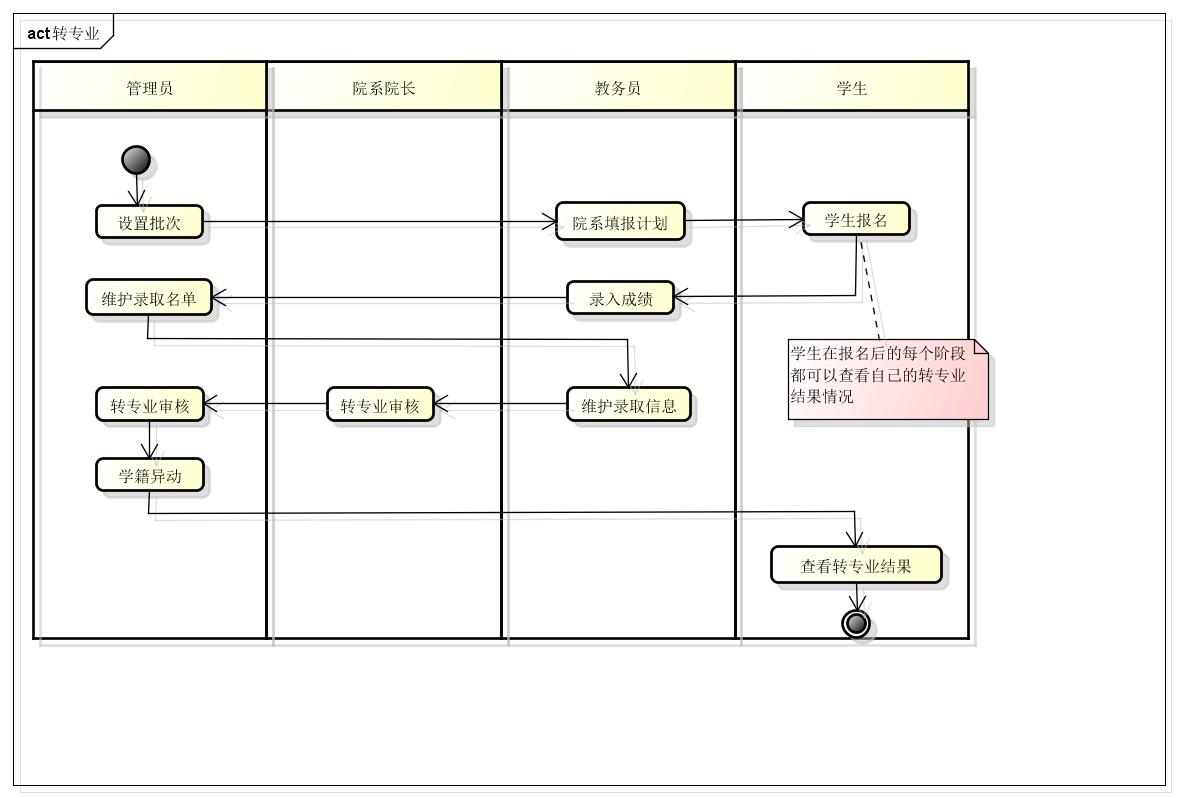 act 转专业
管理员
院系院长
教务员
学生
设置批次
院系填报计划
学生报名
维护录取名单
录入成绩
学生在报名后的每个阶段
都可以查看自己的转专业
结果情况
转专业审核
转专业审核
维护录取信息
学籍异动
查看转专业结果